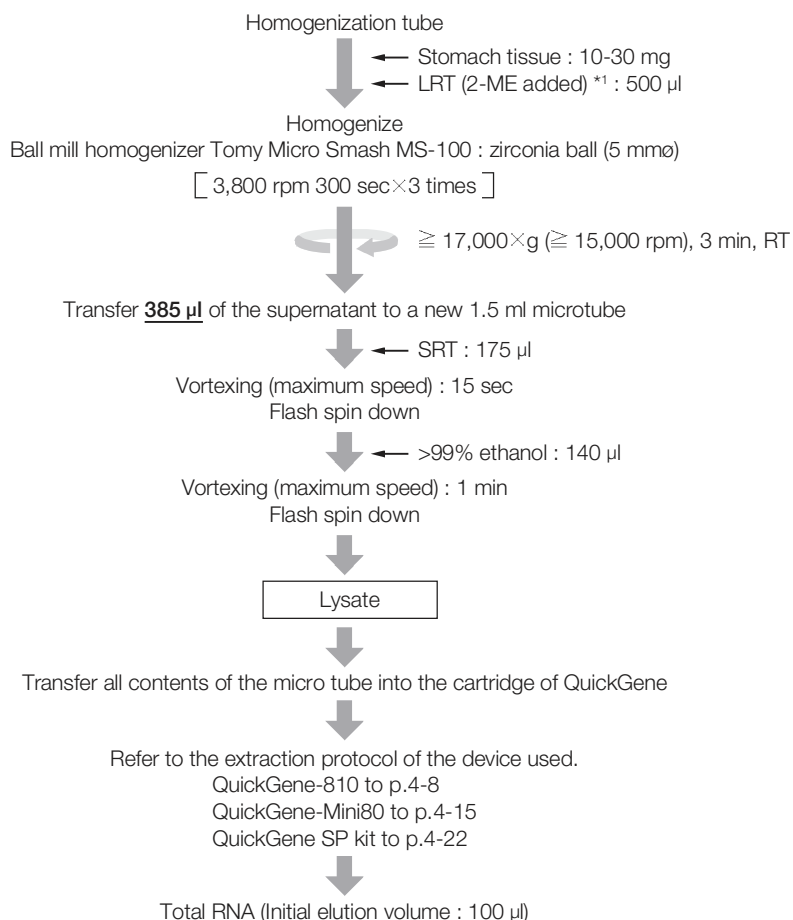 Homogenization tube
Stomach tissue : 10-30 mg
LRT (2-ME added) *1 : 500 µl
Homogenize
Ball mill homogenizer Tomy Micro Smash MS-100 : zirconia ball (5 mmø)
[ 3,800 rpm 300 sec×3 times ]
≧ 17,000×g (≧ 15,000 rpm), 3 min, RT
Transfer 385 µl of the supernatant to a new 1.5 ml microtube
SRT : 175 µl
Vortexing (maximum speed) : 15 sec
Flash spin down
>99% ethanol : 140 µl
Vortexing (maximum speed) : 1 min
Flash spin down
Lysate
Transfer all contents of the micro tube into the cartridge of QuickGene
Refer to the extraction protocol of the device used.
QuickGene-810 to p.4-8
QuickGene-Mini80 to p.4-15
QuickGene SP kit to p.4-22
Total RNA (Initial elution volume : 100 µl)